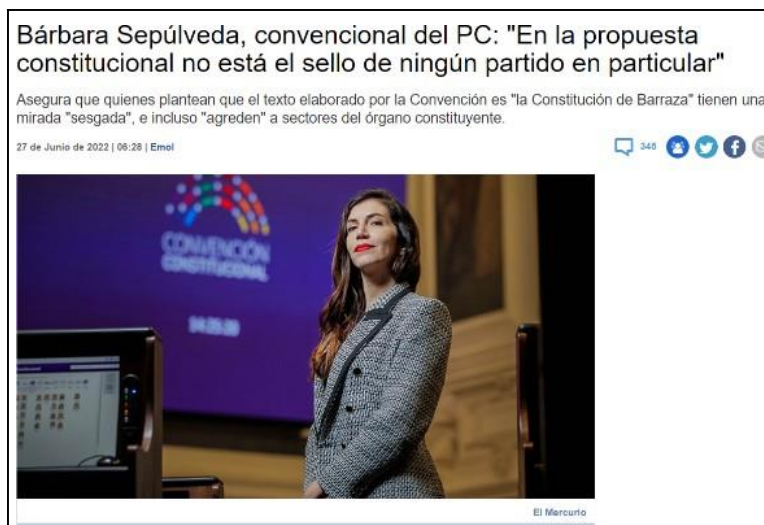 Bárbara Sepúlveda, convencional del PC: "En la propuesta
constitucional no está el sello de ningún partido en particular"
Asegura que quienes plantean que el texto elaborado por la Convención es "la Constitución de Barraza" tienen una
mirada "sesgada", e incluso "agreden" a sectores del órgano constituyente.
27 de Junio de 2022 | 06:28 | Emol
346
CONVENCIÓN
CONSTITUCIONAL
El Mercurio